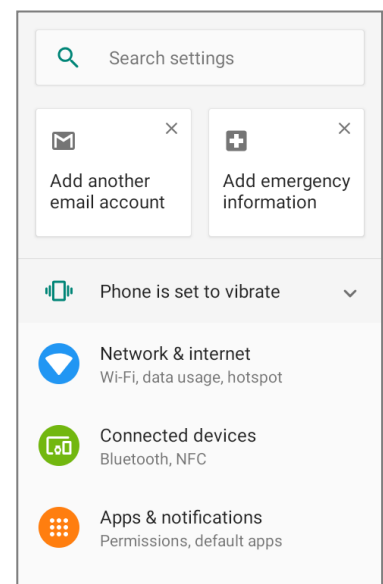 Search settings
Add another
email account
Add emergency
information
Phone is set to vibrate
Network & internet
Wi-Fi, data usage, hotspot
Connected devices
Bluetooth, NFC
Apps & notifications
Permissions, default apps